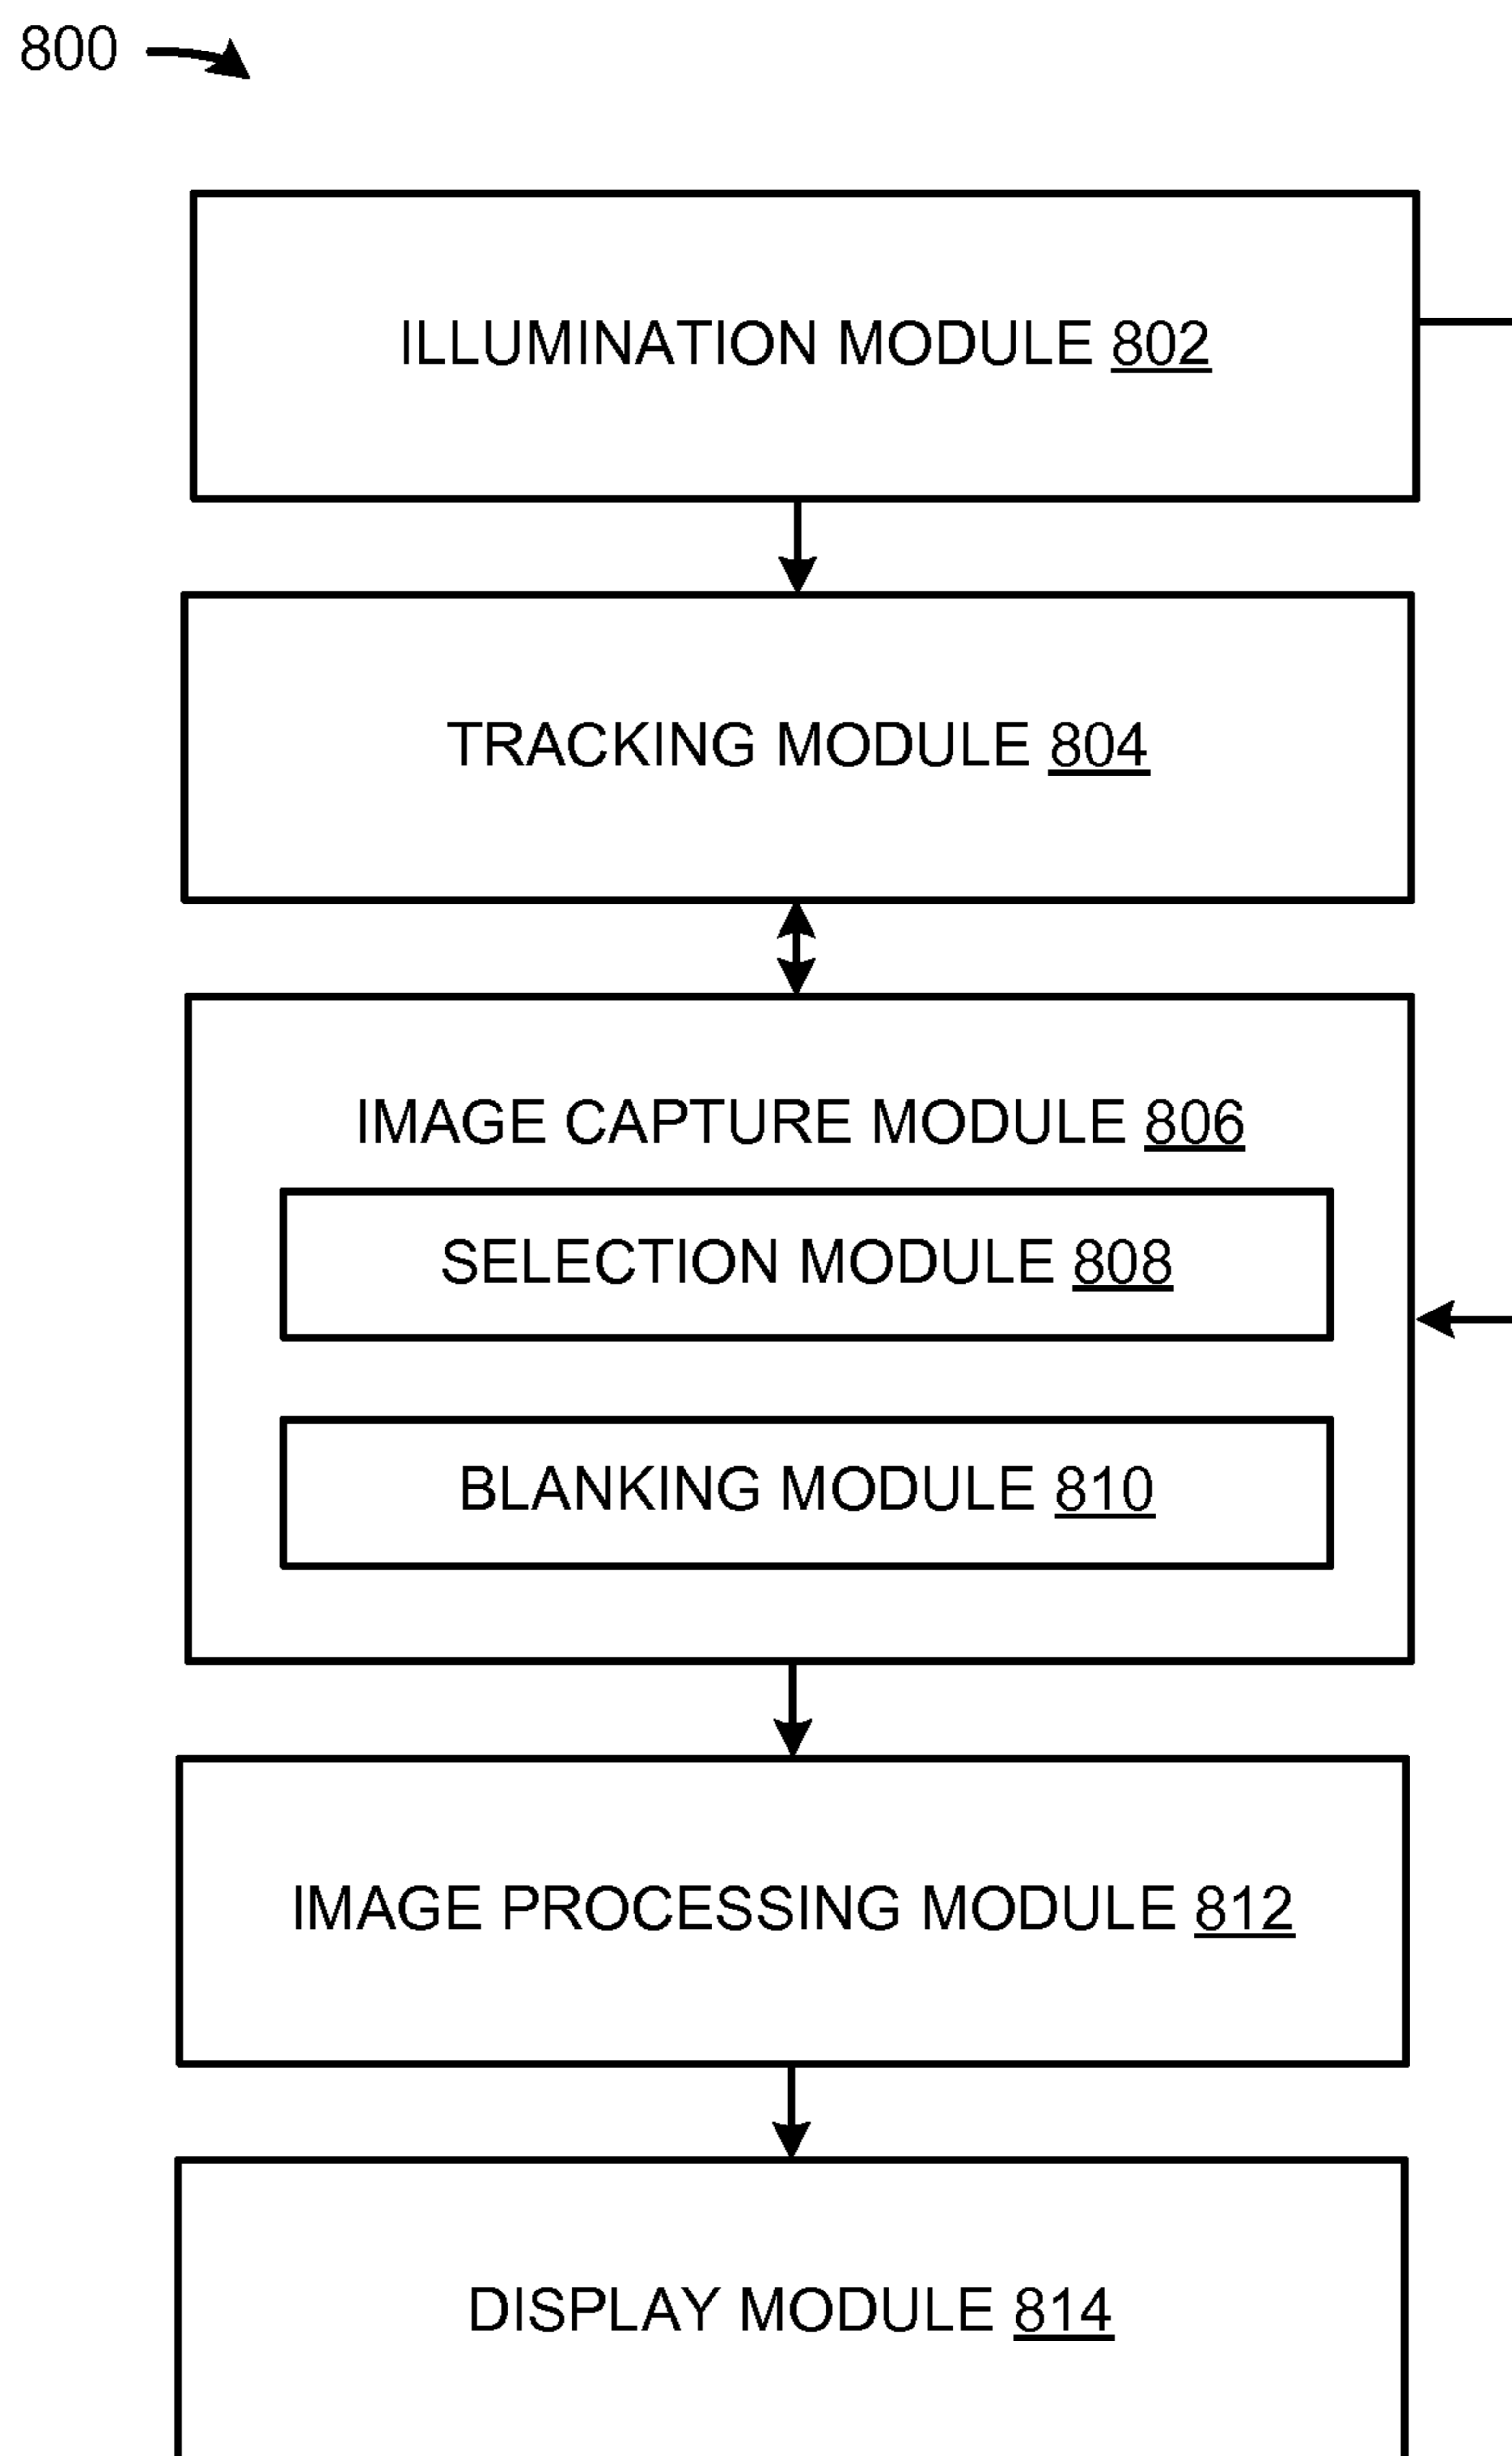 800
ILLUMINATION MODULE 802
TRACKING MODULE 804
IMAGE CAPTURE MODULE 806
SELECTION MODULE 808
BLANKING MODULE 810
IMAGE PROCESSING MODULE 812
DISPLAY MODULE 814